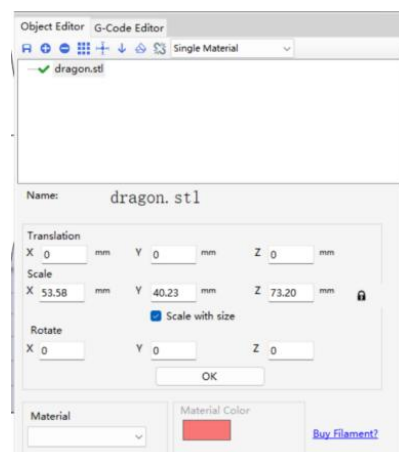 Object Editor G-Code Editor
Single Material
dragon.stl
Name: dragon.stl
Translation
X 0 mm Y 0 mm Z 0 mm
Scale
X 53.58 mm Y 40.23 mm Z 73.20 mm
Scale with size
Rotate
X 0 Y 0 Z 0
OK
Material Material Color
Buy Filament?